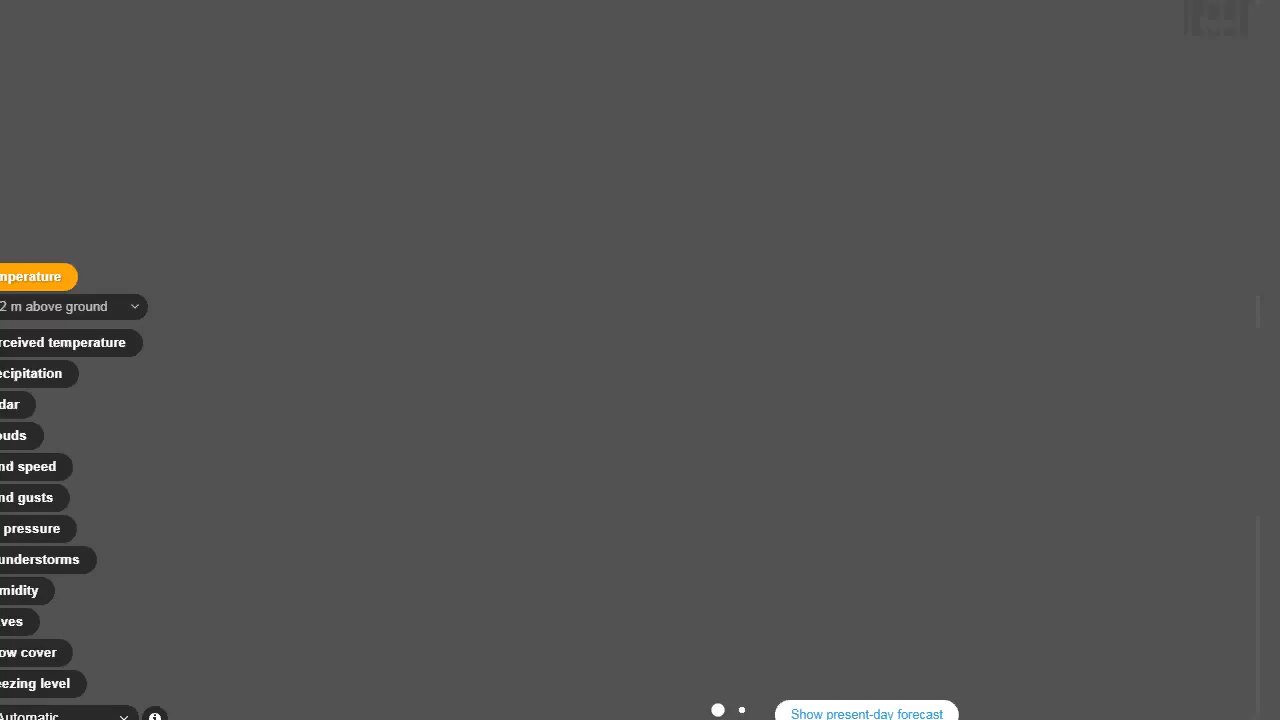 mperature
2 m above ground
rceived temperature
ecipitation
dar
ouds
nd speed
nd gusts
pressure
understorms
midity
ves
ow cover
eezing level
Automatic
Show present-day forecast